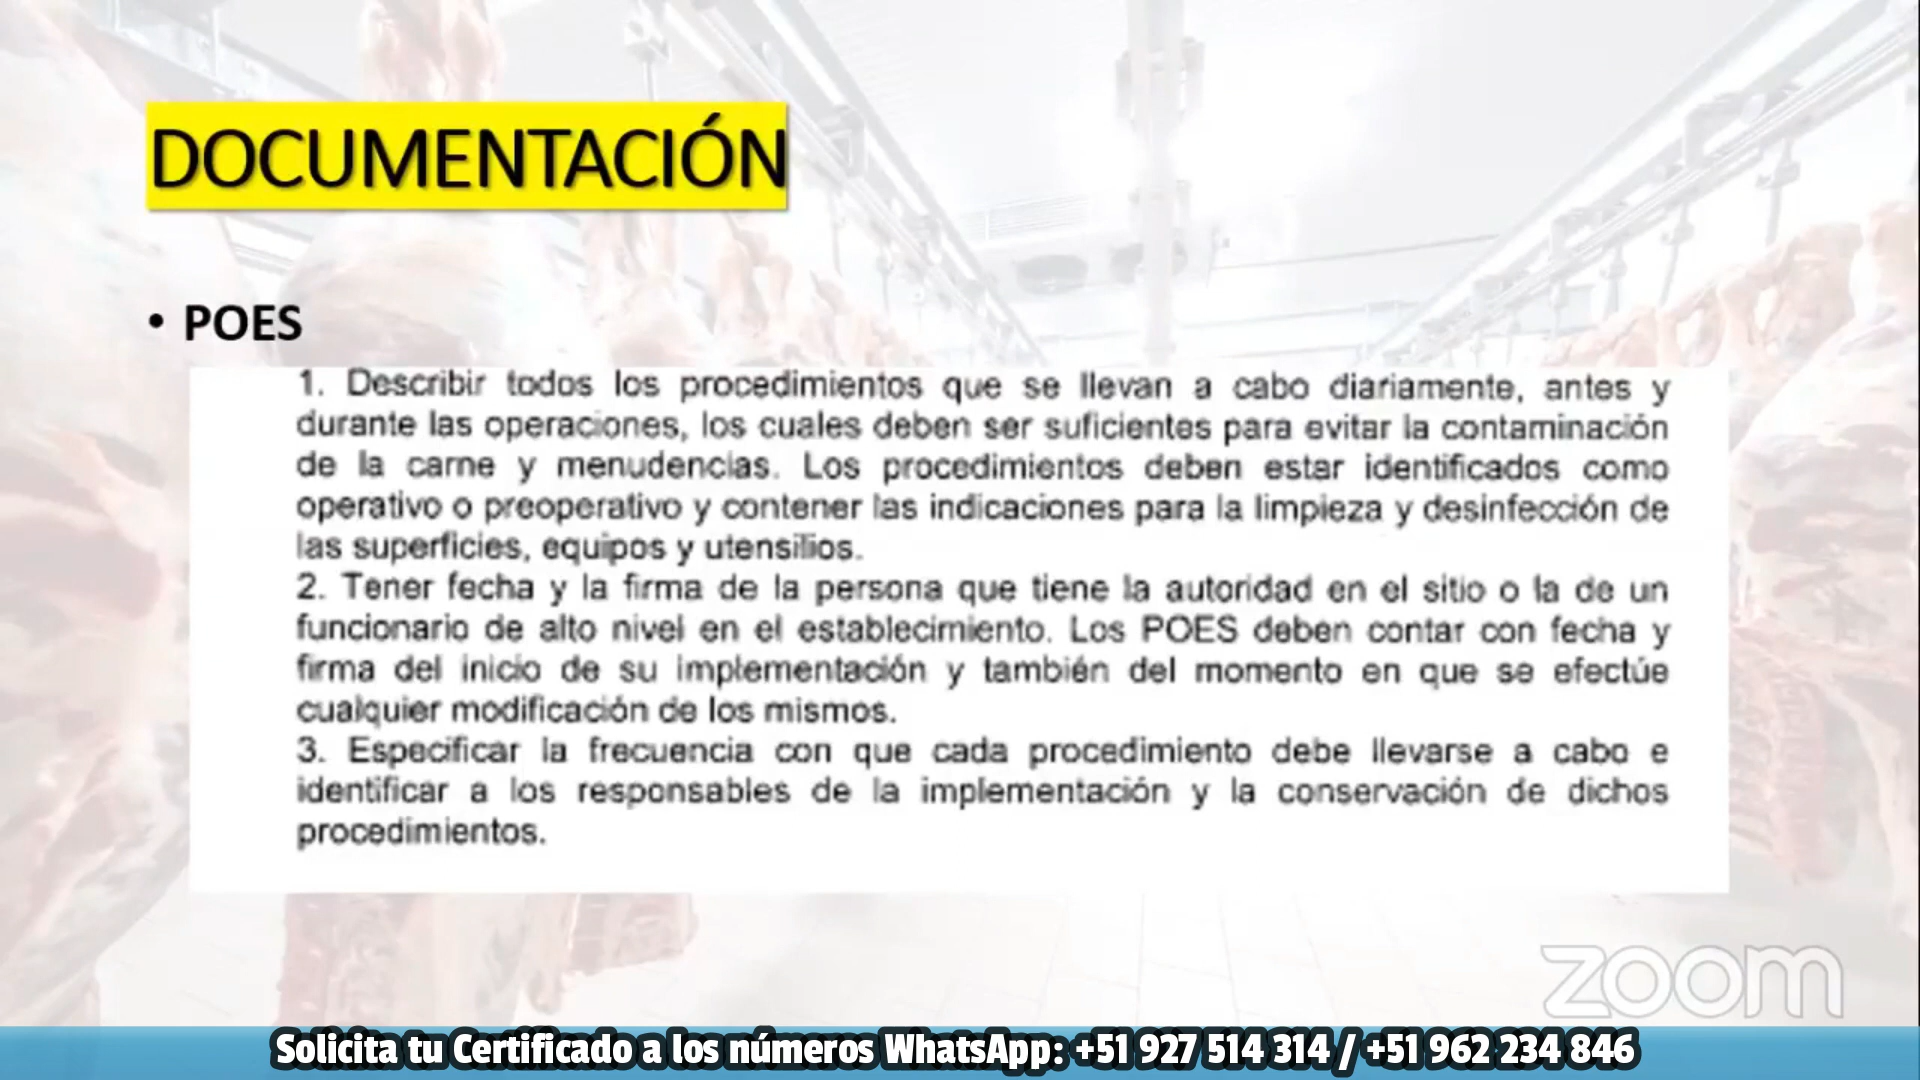 DOCUMENTACIÓN
• POES
1. Describir todos los procedimientos que se llevan a cabo diariamente, antes y
durante las operaciones, los cuales deben ser suficientes para evitar la contaminación
de la carne y menudencias. Los procedimientos deben estar identificados como
operativo o preoperativo y contener las indicaciones para la limpieza y desinfección de
las superficies, equipos y utensilios.
2. Tener fecha y la firma de la persona que tiene la autoridad en el sitio o la de un
funcionario de alto nivel en el establecimiento. Los POES deben contar con fecha y
firma del inicio de su implementación y también del momento en que se efectúe
cualquier modificación de los mismos.
3. Especificar la frecuencia con que cada procedimiento debe llevarse a cabo e
identificar a los responsables de la implementación y la conservación de dichos
procedimientos.
zoom
Solicita tu Certificado a los números WhatsApp: +51 927 514 314 / +51 962 234 846